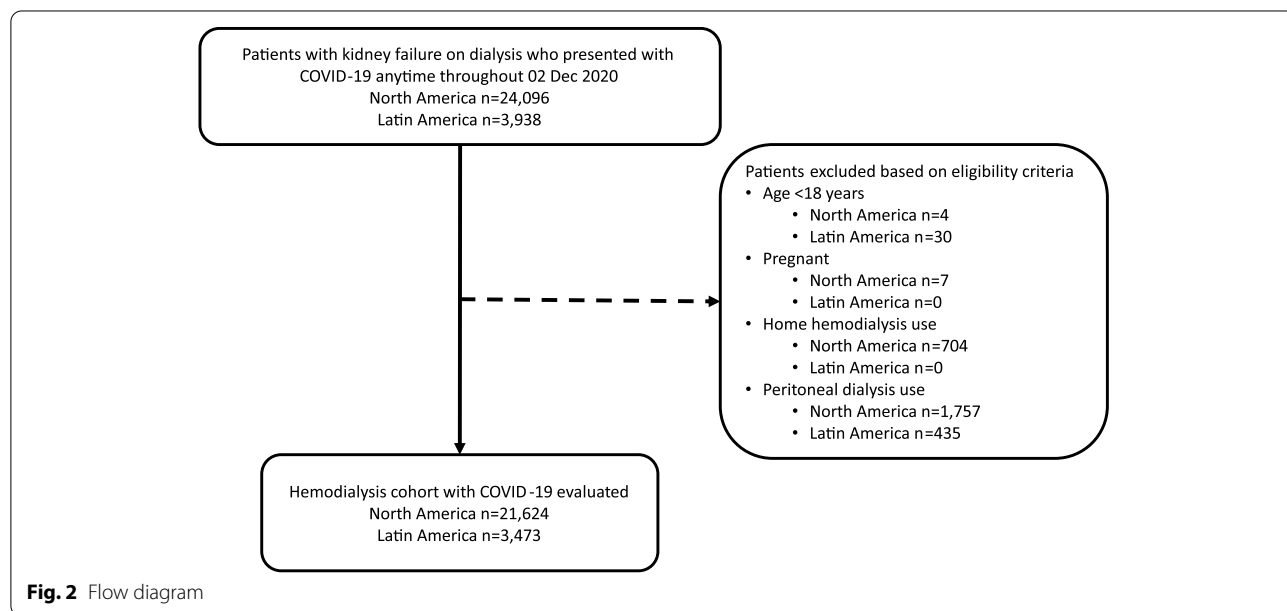 Patients with kidney failure on dialysis who presented with
COVID-19 anytime throughout 02 Dec 2020
North America n=24,096
Latin America n=3,938
Patients excluded based on eligibility criteria
• Age <18 years
• North America n=4
• Latin America n=30
• Pregnant
• North America n=7
• Latin America n=0
• Home hemodialysis use
• North America n=704
• Latin America n=0
• Peritoneal dialysis use
• North America n=1,757
• Latin America n=435
Hemodialysis cohort with COVID-19 evaluated
North America n=21,624
Latin America n=3,473
Fig. 2 Flow diagram